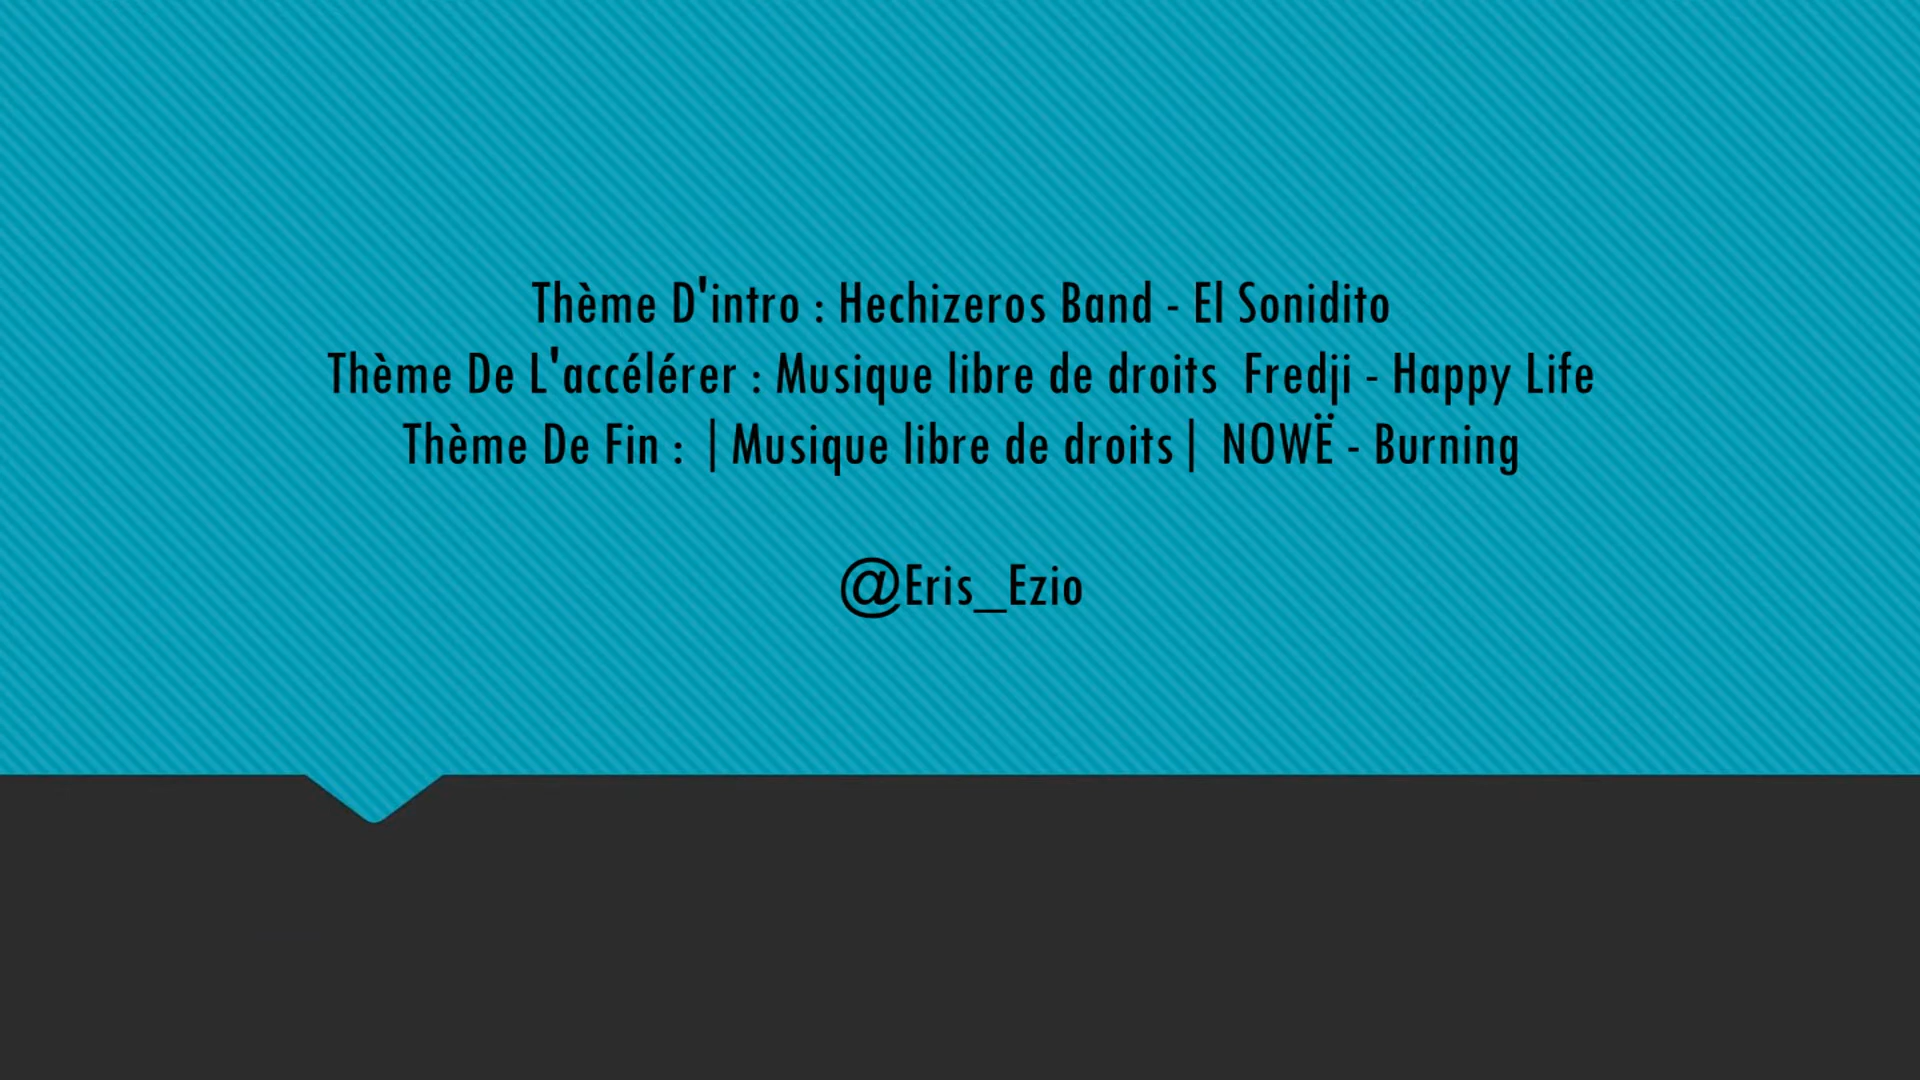 Thème D'intro : Hechizeros Band - El Sonidito
Thème De L'accélérer : Musique libre de droits  Fredji - Happy Life
Thème De Fin : |Musique libre de droits| NOWË - Burning
@Eris_Ezio